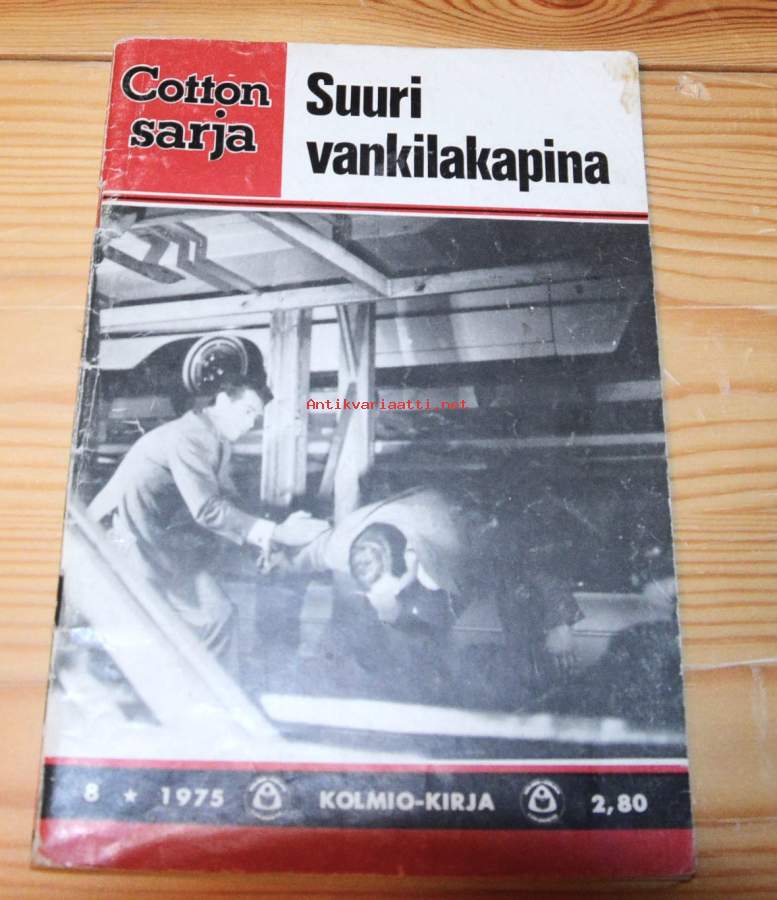 Cotton
sarja
Suuri
vankilakapina
Antikvariaatti.net
8 ★ 1975 KOLMIO-KIRJA 2,80